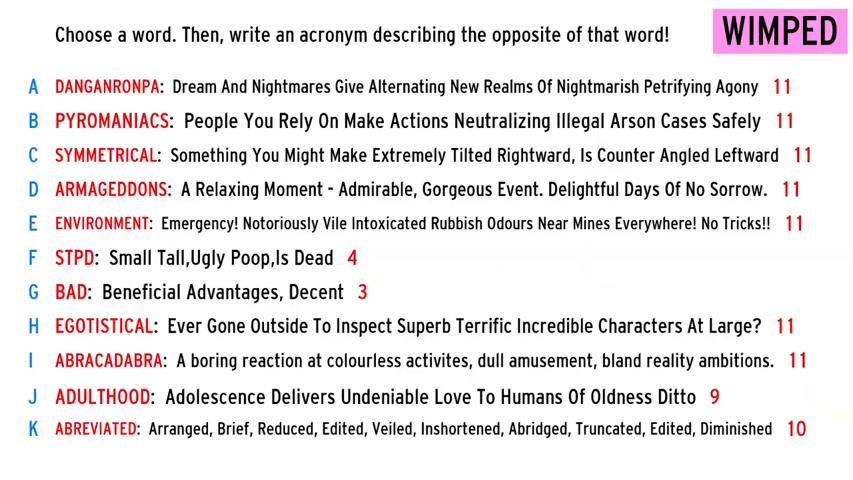 Choose a word. Then, write an acronym describing the opposite of that word!
WIMPED
A DANGANRONPA: Dream And Nightmares Give Alternating New Realms Of Nightmarish Petrifying Agony 11
B PYROMANIACS: People You Rely On Make Actions Neutralizing Illegal Arson Cases Safely 11
C SYMMETRICAL: Something You Might Make Extremely Tilted Rightward, Is Counter Angled Leftward 11
D ARMAGEDDONS: A Relaxing Moment - Admirable, Gorgeous Event. Delightful Days Of No Sorrow. 11
E ENVIRONMENT: Emergency! Notoriously Vile Intoxicated Rubbish Odours Near Mines Everywhere! No Tricks!! 11
F STPD: Small Tall,Ugly Poop,Is Dead 4
G BAD: Beneficial Advantages, Decent 3
H EGOTISTICAL: Ever Gone Outside To Inspect Superb Terrific Incredible Characters At Large? 11
I ABRACADABRA: A boring reaction at colourless activites, dull amusement, bland reality ambitions. 11
J ADULTHOOD: Adolescence Delivers Undeniable Love To Humans Of Oldness Ditto 9
K ABREVIATED: Arranged, Brief, Reduced, Edited, Veiled, Inshortened, Abridged, Truncated, Edited, Diminished 10